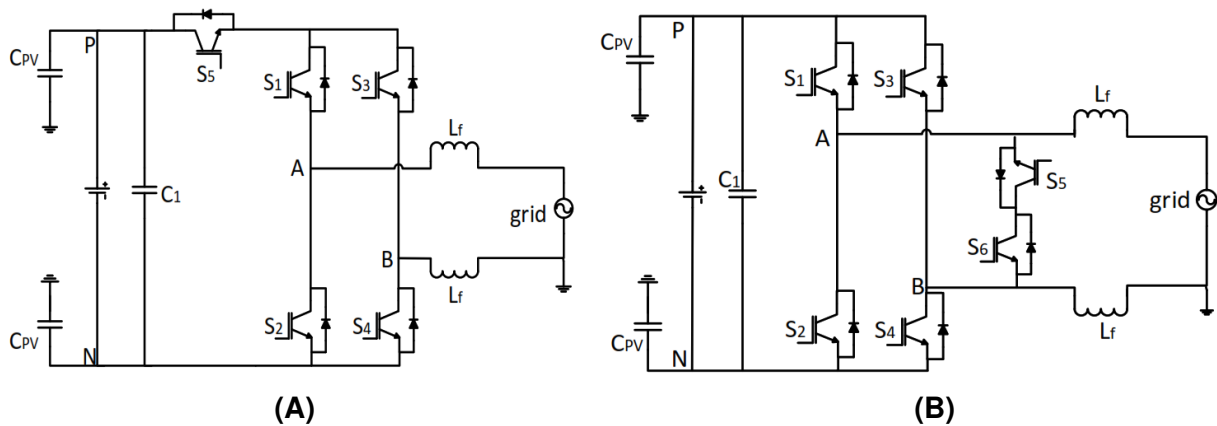 CPV
P
S5
S1
S3
Lf
A
C1
grid
B
Lf
CPV
N
S2
S4
(A)
CPV
P
S1
S3
Lf
A
C1
S5
grid
S6
B
Lf
CPV
N
S2
S4
(B)